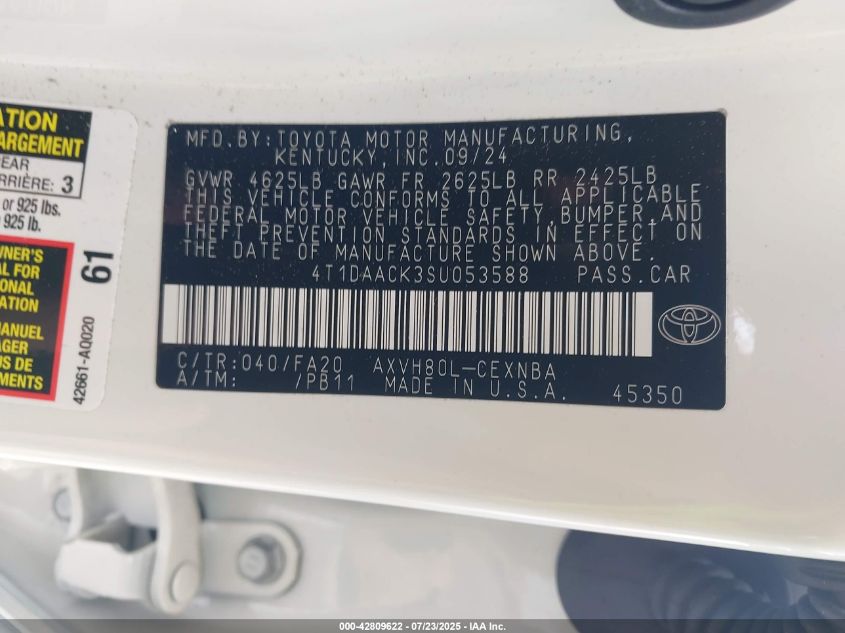 ATION
ARGEMENT
EAR
RRIÈRE: 3
or 925 lbs.
925 lb.
WNER'S
AL FOR
IONAL
ATION
MANUEL
AGER
US DE
EMENTS
61
42661-A0020
MFD.BY:TOYOTA MOTOR MANUFACTURING,
KENTUCKY,INC.09/24
GVWR 4625LB GAWR FR 2625LB RR 2425LB
THIS VEHICLE CONFORMS TO ALL APPLICABLE
FEDERAL MOTOR VEHICLE SAFETY,BUMPER,AND
THEFT PREVENTION STANDARDS IN EFFECT ON
THE DATE OF MANUFACTURE SHOWN ABOVE.
4T1DAACK3SU053588 PASS.CAR
C/TR:040/FA20 AXVH80L-CEXNBA
A/TM: /PB11 MADE IN U.S.A. 45350
000-42809622 - 07/23/2025 - IAA Inc.